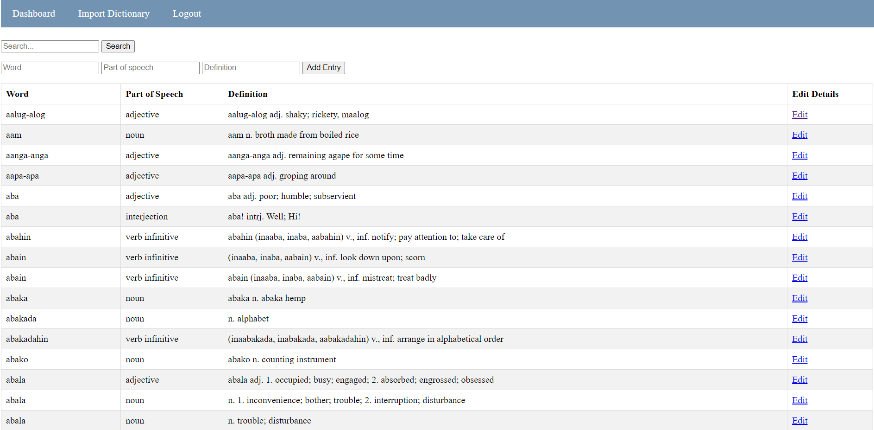 Dashboard Import Dictionary Logout
Search... Search
Word Part of speech Definition Add Entry
Word Part of Speech Definition Edit Details
aalug-alog adjective aalug-alog adj. shaky; rickety, maalog Edit
aam noun aam n. broth made from boiled rice Edit
aanga-anga adjective aanga-anga adj. remaining agape for some time Edit
aapa-apa adjective aapa-apa adj. groping around Edit
aba adjective aba adj. poor; humble; subservient Edit
aba interjection aba! intrj. Well; Hi! Edit
abahin verb infinitive abahin (inaaba, inaba, aabahin) v., inf. notify; pay attention to; take care of Edit
abain verb infinitive (inaaba, inaba, aabain) v., inf. look down upon; scorn Edit
abain verb infinitive abain (inaaba, inaba, aabain) v., inf. mistreat; treat badly Edit
abaka noun abaka n. abaka hemp Edit
abakada noun n. alphabet Edit
abakadahin verb infinitive (inaabakada, inabakada, aabakadahin) v., inf. arrange in alphabetical order Edit
abako noun abako n. counting instrument Edit
abala adjective abala adj. 1. occupied; busy; engaged; 2. absorbed; engrossed; obsessed Edit
abala noun n. 1. inconvenience; bother; trouble; 2. interruption; disturbance Edit
abala noun n. trouble; disturbance Edit